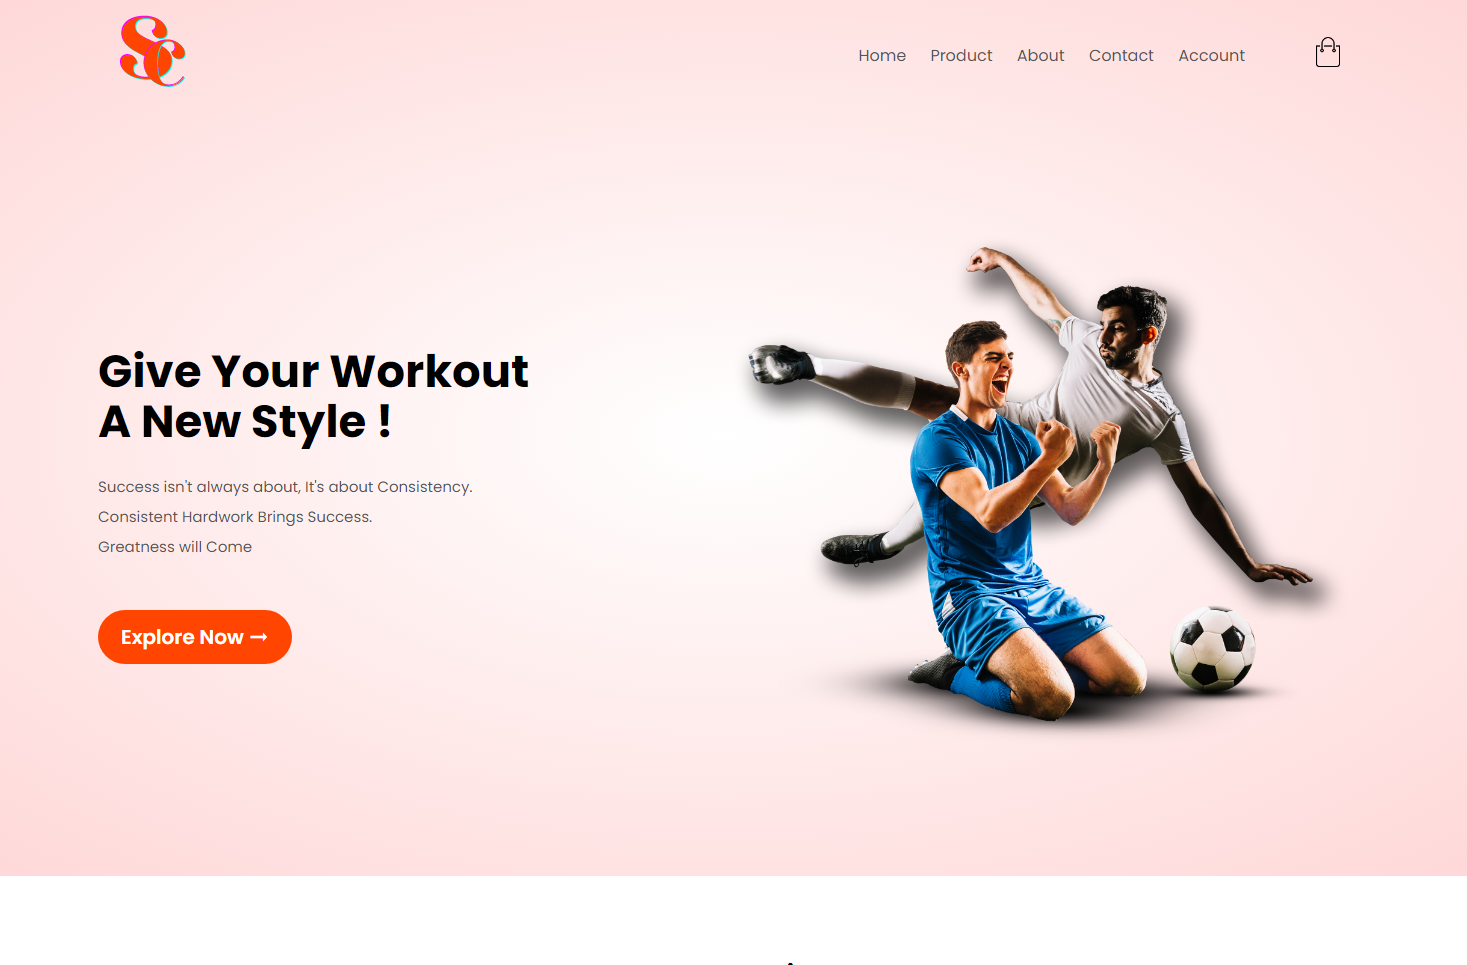 SC
Home Product About Contact Account
Give Your Workout
A New Style !
Success isn't always about, It's about Consistency.
Consistent Hardwork Brings Success.
Greatness will Come
Explore Now →